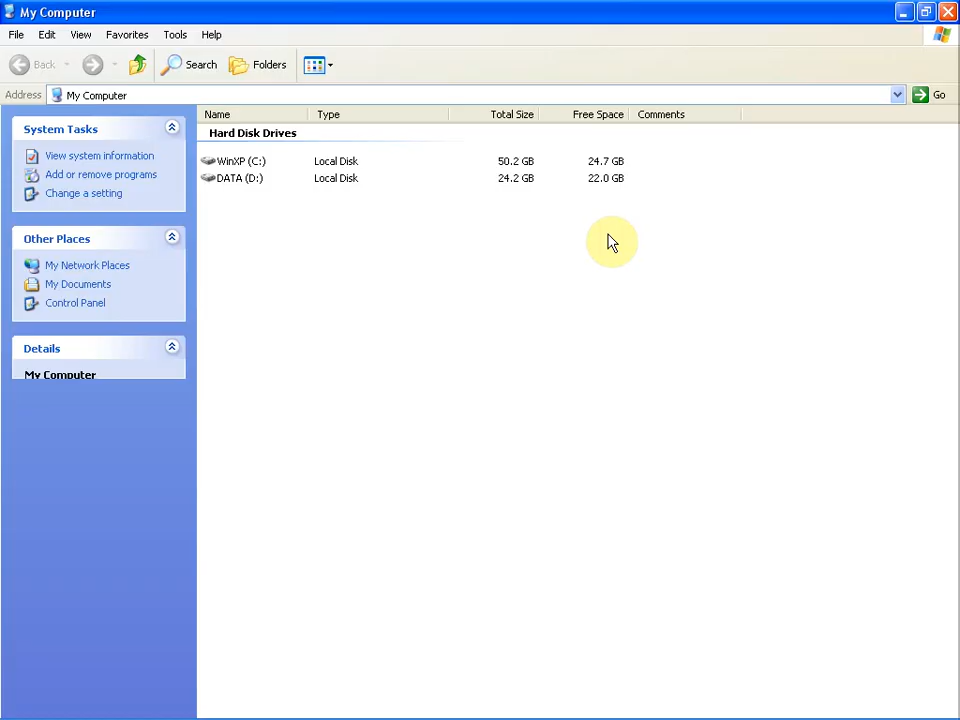 My Computer
File Edit View Favorites Tools Help
Back Search Folders
Address My Computer Go
System Tasks
View system information
Add or remove programs
Change a setting
Other Places
My Network Places
My Documents
Control Panel
Details
My Computer
Name Type Total Size Free Space Comments
Hard Disk Drives
WinXP (C:) Local Disk 50.2 GB 24.7 GB
DATA (D:) Local Disk 24.2 GB 22.0 GB